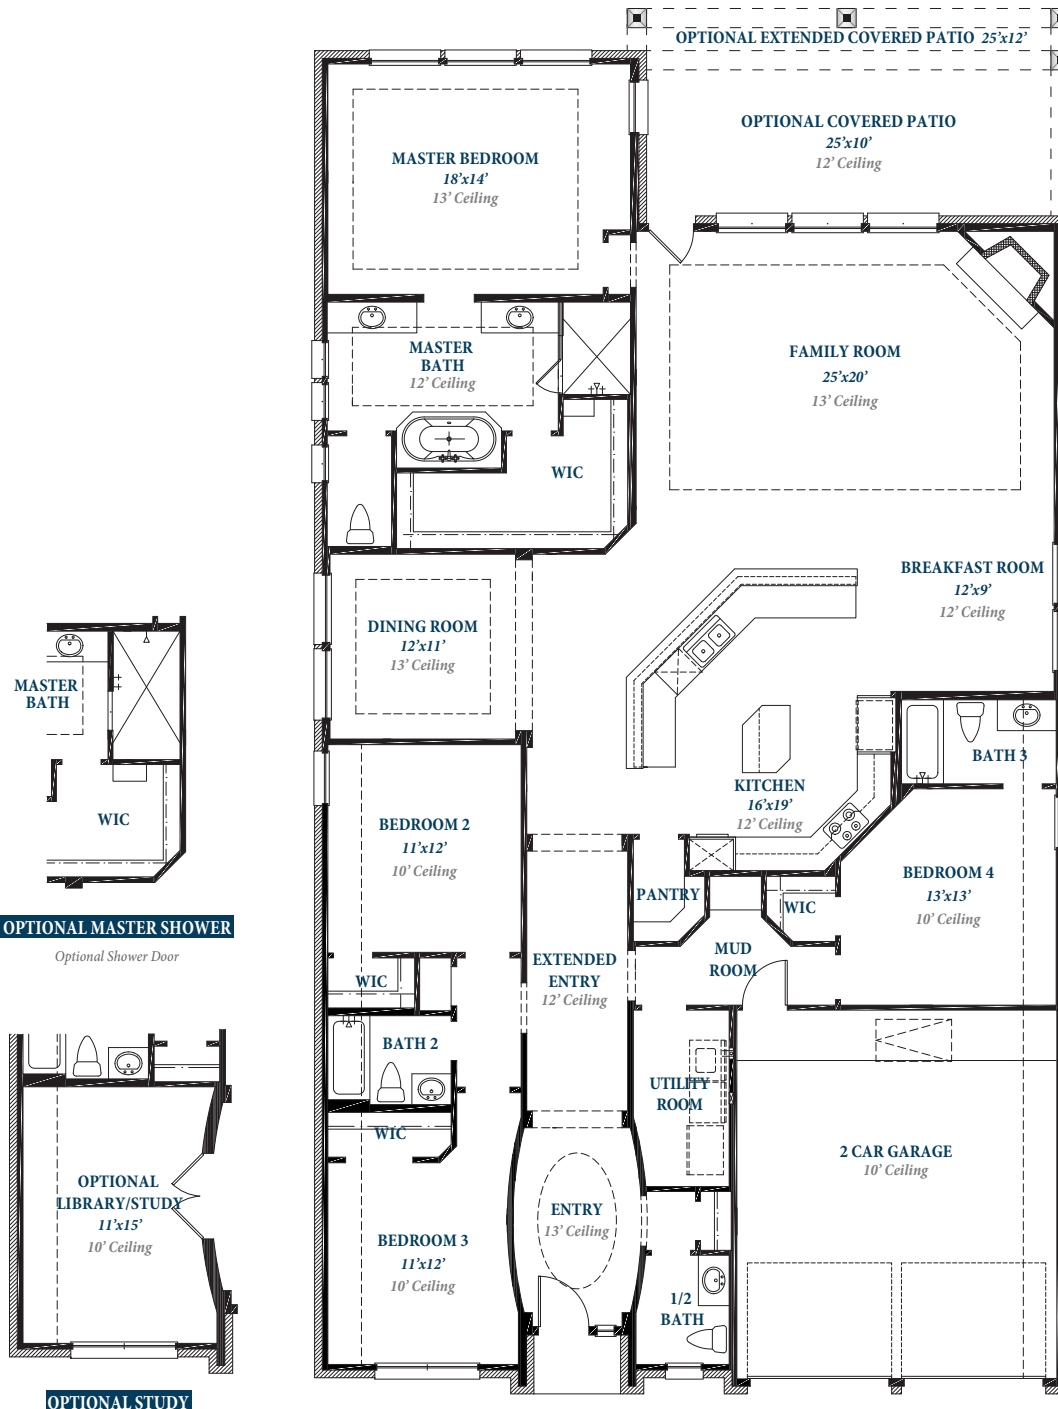 OPTIONAL EXTENDED COVERED PATIO 25'x12'
OPTIONAL COVERED PATIO
25'x10'
12' Ceiling
MASTER BEDROOM
18'x14'
13' Ceiling
MASTER
BATH
12' Ceiling
FAMILY ROOM
25'x20'
13' Ceiling
WIC
BREAKFAST ROOM
12'x9'
12' Ceiling
DINING ROOM
12'x11'
13' Ceiling
MASTER
BATH
WIC
OPTIONAL MASTER SHOWER
Optional Shower Door
BATH 3
KITCHEN
16'x19'
12' Ceiling
BEDROOM 2
11'x12'
10' Ceiling
BEDROOM 4
13'x13'
10' Ceiling
PANTRY
WIC
MUD
ROOM
EXTENDED
ENTRY
12' Ceiling
WIC
BATH 2
UTILITY
ROOM
WIC
2 CAR GARAGE
10' Ceiling
OPTIONAL
LIBRARY/STUDY
11'x15'
10' Ceiling
ENTRY
13' Ceiling
BEDROOM 3
11'x12'
10' Ceiling
1/2
BATH
OPTIONAL STUDY